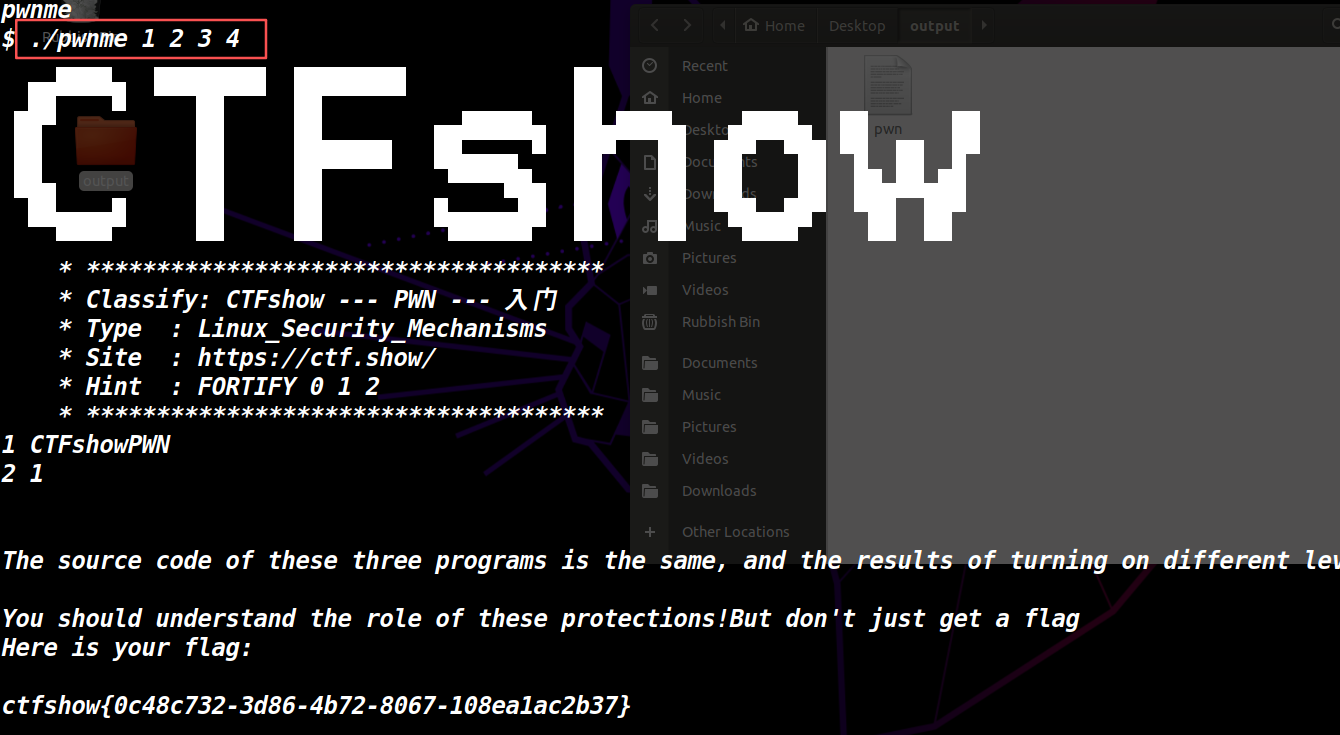 pwnme
$ ./pwnme 1 2 3 4
CTFshow
* *************************************
* Classify: CTFshow --- PWN --- 入门
* Type  : Linux_Security_Mechanisms
* Site  : https://ctf.show/
* Hint  : FORTIFY 0 1 2
* *************************************
1 CTFshowPWN
2 1
The source code of these three programs is the same, and the results of turning on different lev
You should understand the role of these protections!But don't just get a flag
Here is your flag:
ctfshow{0c48c732-3d86-4b72-8067-108ea1ac2b37}
output
Home Desktop output
Recent
Home
Desktop
Documents
Downloads
Music
Pictures
Videos
Rubbish Bin
Documents
Music
Pictures
Videos
Downloads
Other Locations
pwn